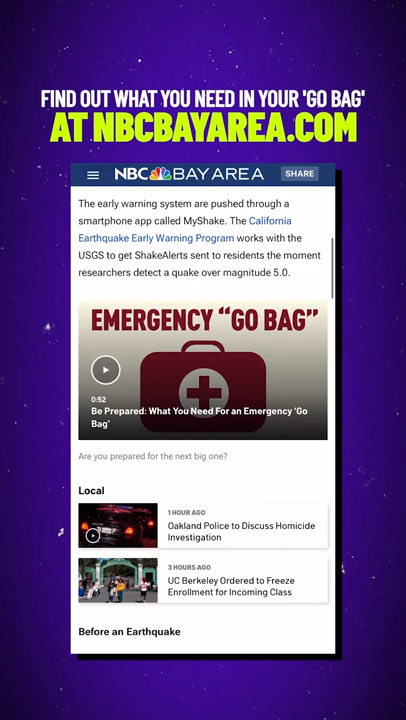 FIND OUT WHAT YOU NEED IN YOUR 'GO BAG'
AT NBCBAYAREA.COM
NBC BAY AREA
SHARE
The early warning system are pushed through a
smartphone app called MyShake. The California
Earthquake Early Warning Program works with the
USGS to get ShakeAlerts sent to residents the moment
researchers detect a quake over magnitude 5.0.
EMERGENCY “GO BAG”
0:52
Be Prepared: What You Need For an Emergency 'Go
Bag'
Are you prepared for the next big one?
Local
1 HOUR AGO
Oakland Police to Discuss Homicide
Investigation
3 HOURS AGO
UC Berkeley Ordered to Freeze
Enrollment for Incoming Class
Before an Earthquake